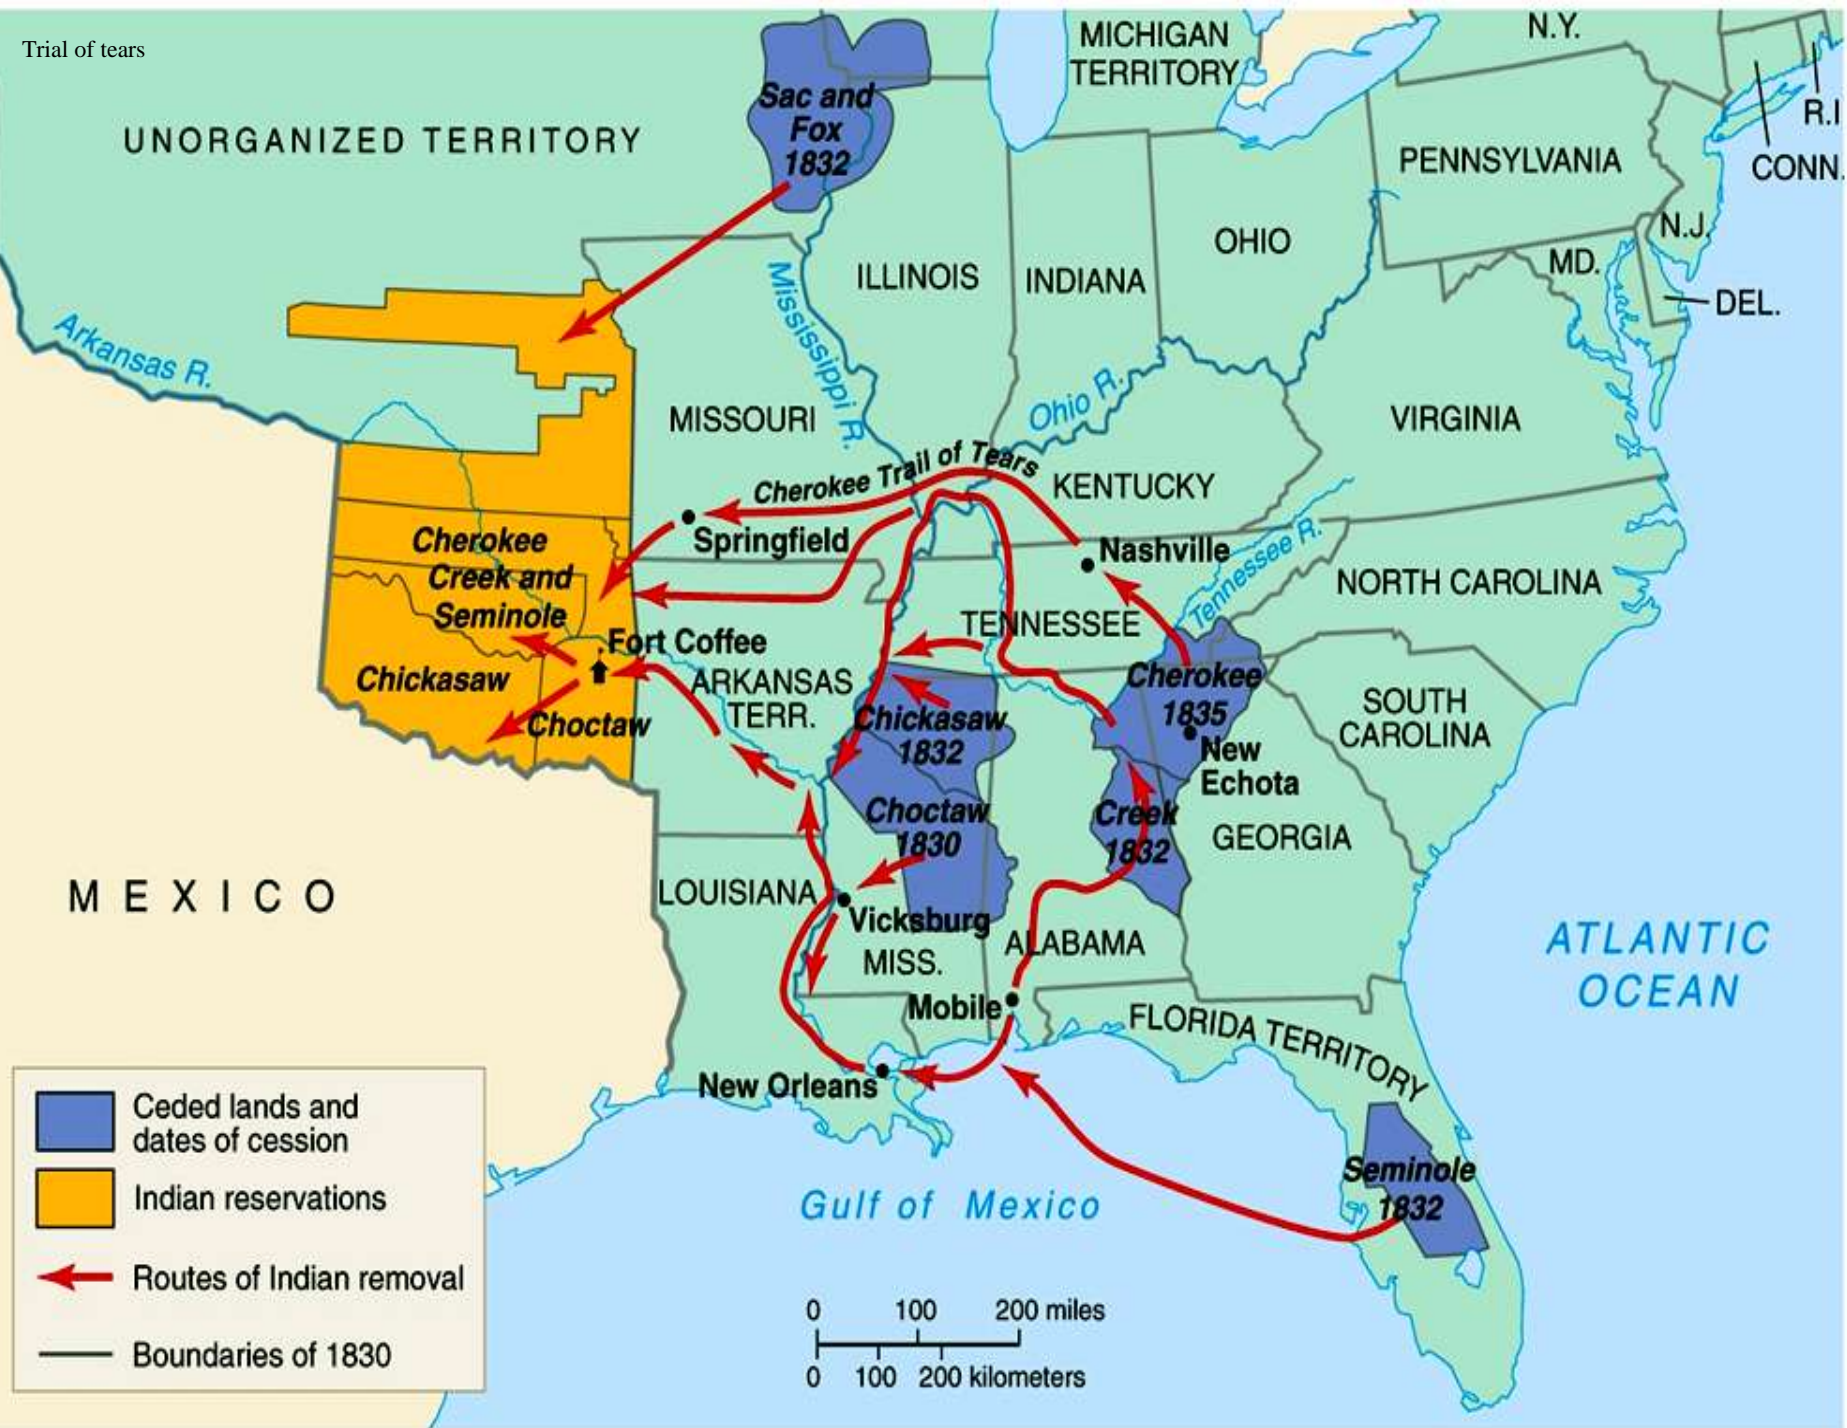 Trial of tears
MICHIGAN
TERRITORY
N.Y.
R.I
CONN.
UNORGANIZED TERRITORY
Sac and
Fox
1832
PENNSYLVANIA
N.J.
MD.
DEL.
OHIO
ILLINOIS
INDIANA
Mississippi R.
Arkansas R.
Ohio R.
MISSOURI
VIRGINIA
Cherokee Trail of Tears
KENTUCKY
Springfield
Nashville
Tennessee R.
Cherokee
Creek and
Seminole
NORTH CAROLINA
TENNESSEE
Fort Coffee
Chickasaw
Choctaw
ARKANSAS
TERR.
Chickasaw
1832
Cherokee
1835
New
Echota
SOUTH
CAROLINA
Choctaw
1830
Creek
1832
GEORGIA
MEXICO
LOUISIANA
Vicksburg
MISS.
ALABAMA
ATLANTIC
OCEAN
Mobile
FLORIDA TERRITORY
New Orleans
Seminole
1832
Gulf of Mexico
Ceded lands and
dates of cession
Indian reservations
Routes of Indian removal
Boundaries of 1830
0 100 200 miles
0 100 200 kilometers